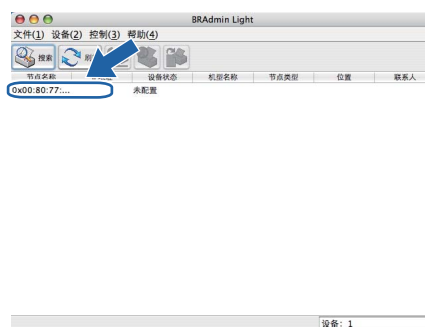 BRAdmin Light
文件(1) 设备(2) 控制(3) 帮助(4)
搜索
节点名称 设备状态 机型名称 节点类型 位置 联系人
0x00:80:77:... 未配置
设备: 1